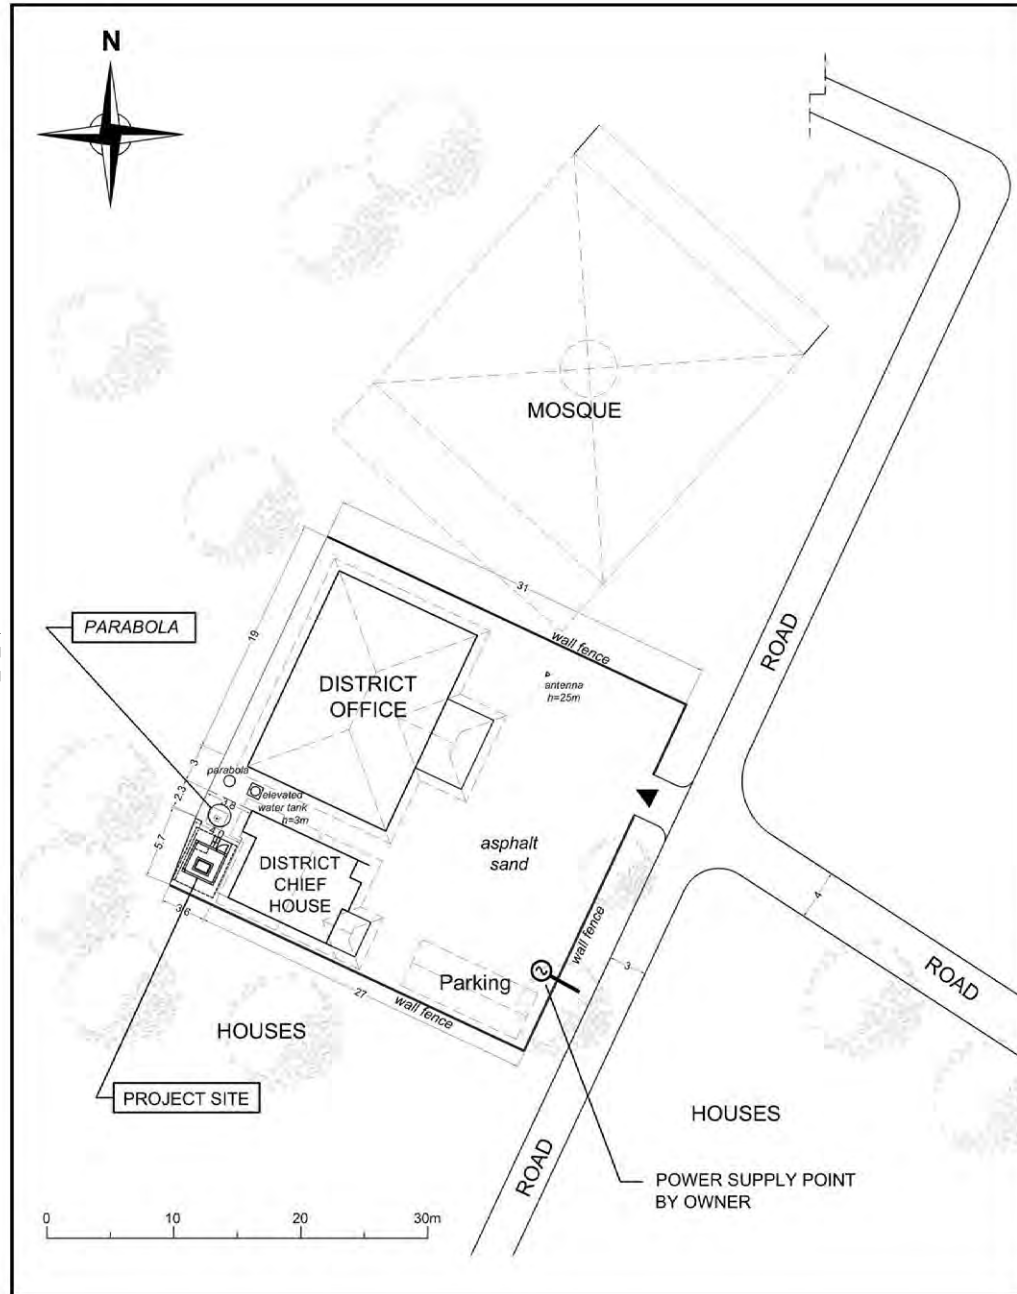 N
MOSQUE
31
wall fence
ROAD
PARABOLA
19
antenna
h=25m
DISTRICT
OFFICE
3
parabola
2.3
elevated
water tank
h=3m
1.8
5.7
asphalt
sand
DISTRICT
CHIEF
HOUSE
4
3.6
wall fence
3
ROAD
Parking
27
wall fence
HOUSES
PROJECT SITE
HOUSES
ROAD
POWER SUPPLY POINT
BY OWNER
0 10 20 30m